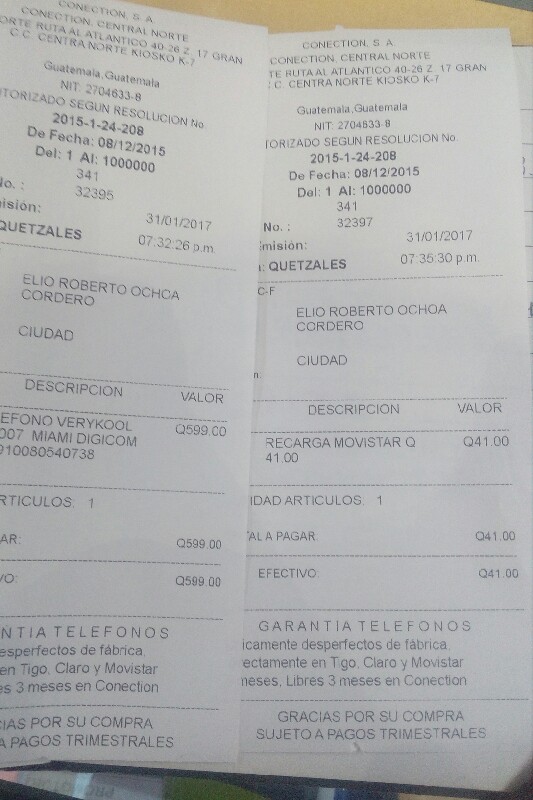 CONECTION, S. A.
CONECTION, CENTRAL NORTE
ORTE RUTA AL ATLANTICO 40-26 Z. 17 GRAN
C.C. CENTRA NORTE KIOSKO K-7
Guatemala,Guatemala
NIT: 2704633-8
TORIZADO SEGUN RESOLUCION No.
2015-1-24-208
De Fecha: 08/12/2015
Del: 1 Al: 1000000
341
No. : 32395
isión: 31/01/2017
QUETZALES 07:32:26 p.m.
ELIO ROBERTO OCHOA
CORDERO
CIUDAD
DESCRIPCION VALOR
EFONO VERYKOOL Q599.00
007 MIAMI DIGICOM
910080540738
RTICULOS: 1
AR: Q599.00
VO: Q599.00
NTIA TELEFONOS
esperfectos de fábrica,
en Tigo, Claro y Movistar
es 3 meses en Conection
IAS POR SU COMPRA
A PAGOS TRIMESTRALES
CONECTION, S. A.
CONECTION, CENTRAL NORTE
TE RUTA AL ATLANTICO 40-26 Z. 17 GRAN
C.C. CENTRA NORTE KIOSKO K-7
Guatemala,Guatemala
NIT: 2704633-8
TORIZADO SEGUN RESOLUCION No.
2015-1-24-208
De Fecha: 08/12/2015
Del: 1 Al: 1000000
341
No. : 32397
misión: 31/01/2017
: QUETZALES 07:35:30 p.m.
C-F
ELIO ROBERTO OCHOA
CORDERO
CIUDAD
n:
DESCRIPCION VALOR
RECARGA MOVISTAR Q Q41.00
41.00
IDAD ARTICULOS: 1
AL A PAGAR: Q41.00
EFECTIVO: Q41.00
GARANTIA TELEFONOS
icamente desperfectos de fábrica,
ectamente en Tigo, Claro y Movistar
meses, Libres 3 meses en Conection
GRACIAS POR SU COMPRA
SUJETO A PAGOS TRIMESTRALES